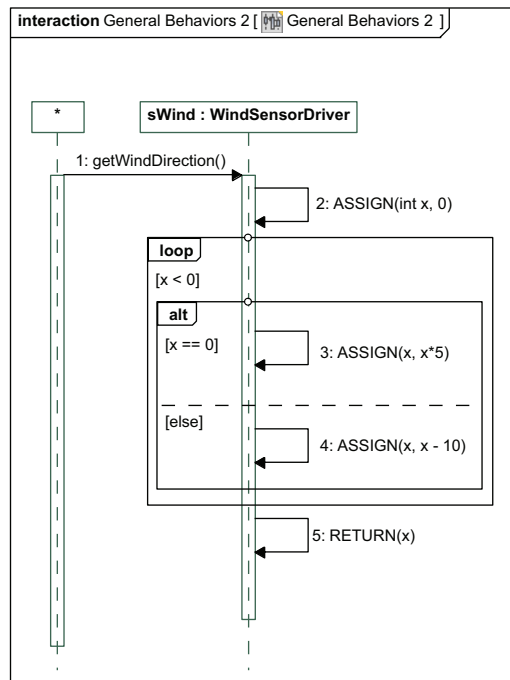 interaction General Behaviors 2 [ General Behaviors 2 ]
*
sWind : WindSensorDriver
1: getWindDirection()
2: ASSIGN(int x, 0)
loop
[x < 0]
alt
[x == 0]
3: ASSIGN(x, x*5)
[else]
4: ASSIGN(x, x - 10)
5: RETURN(x)